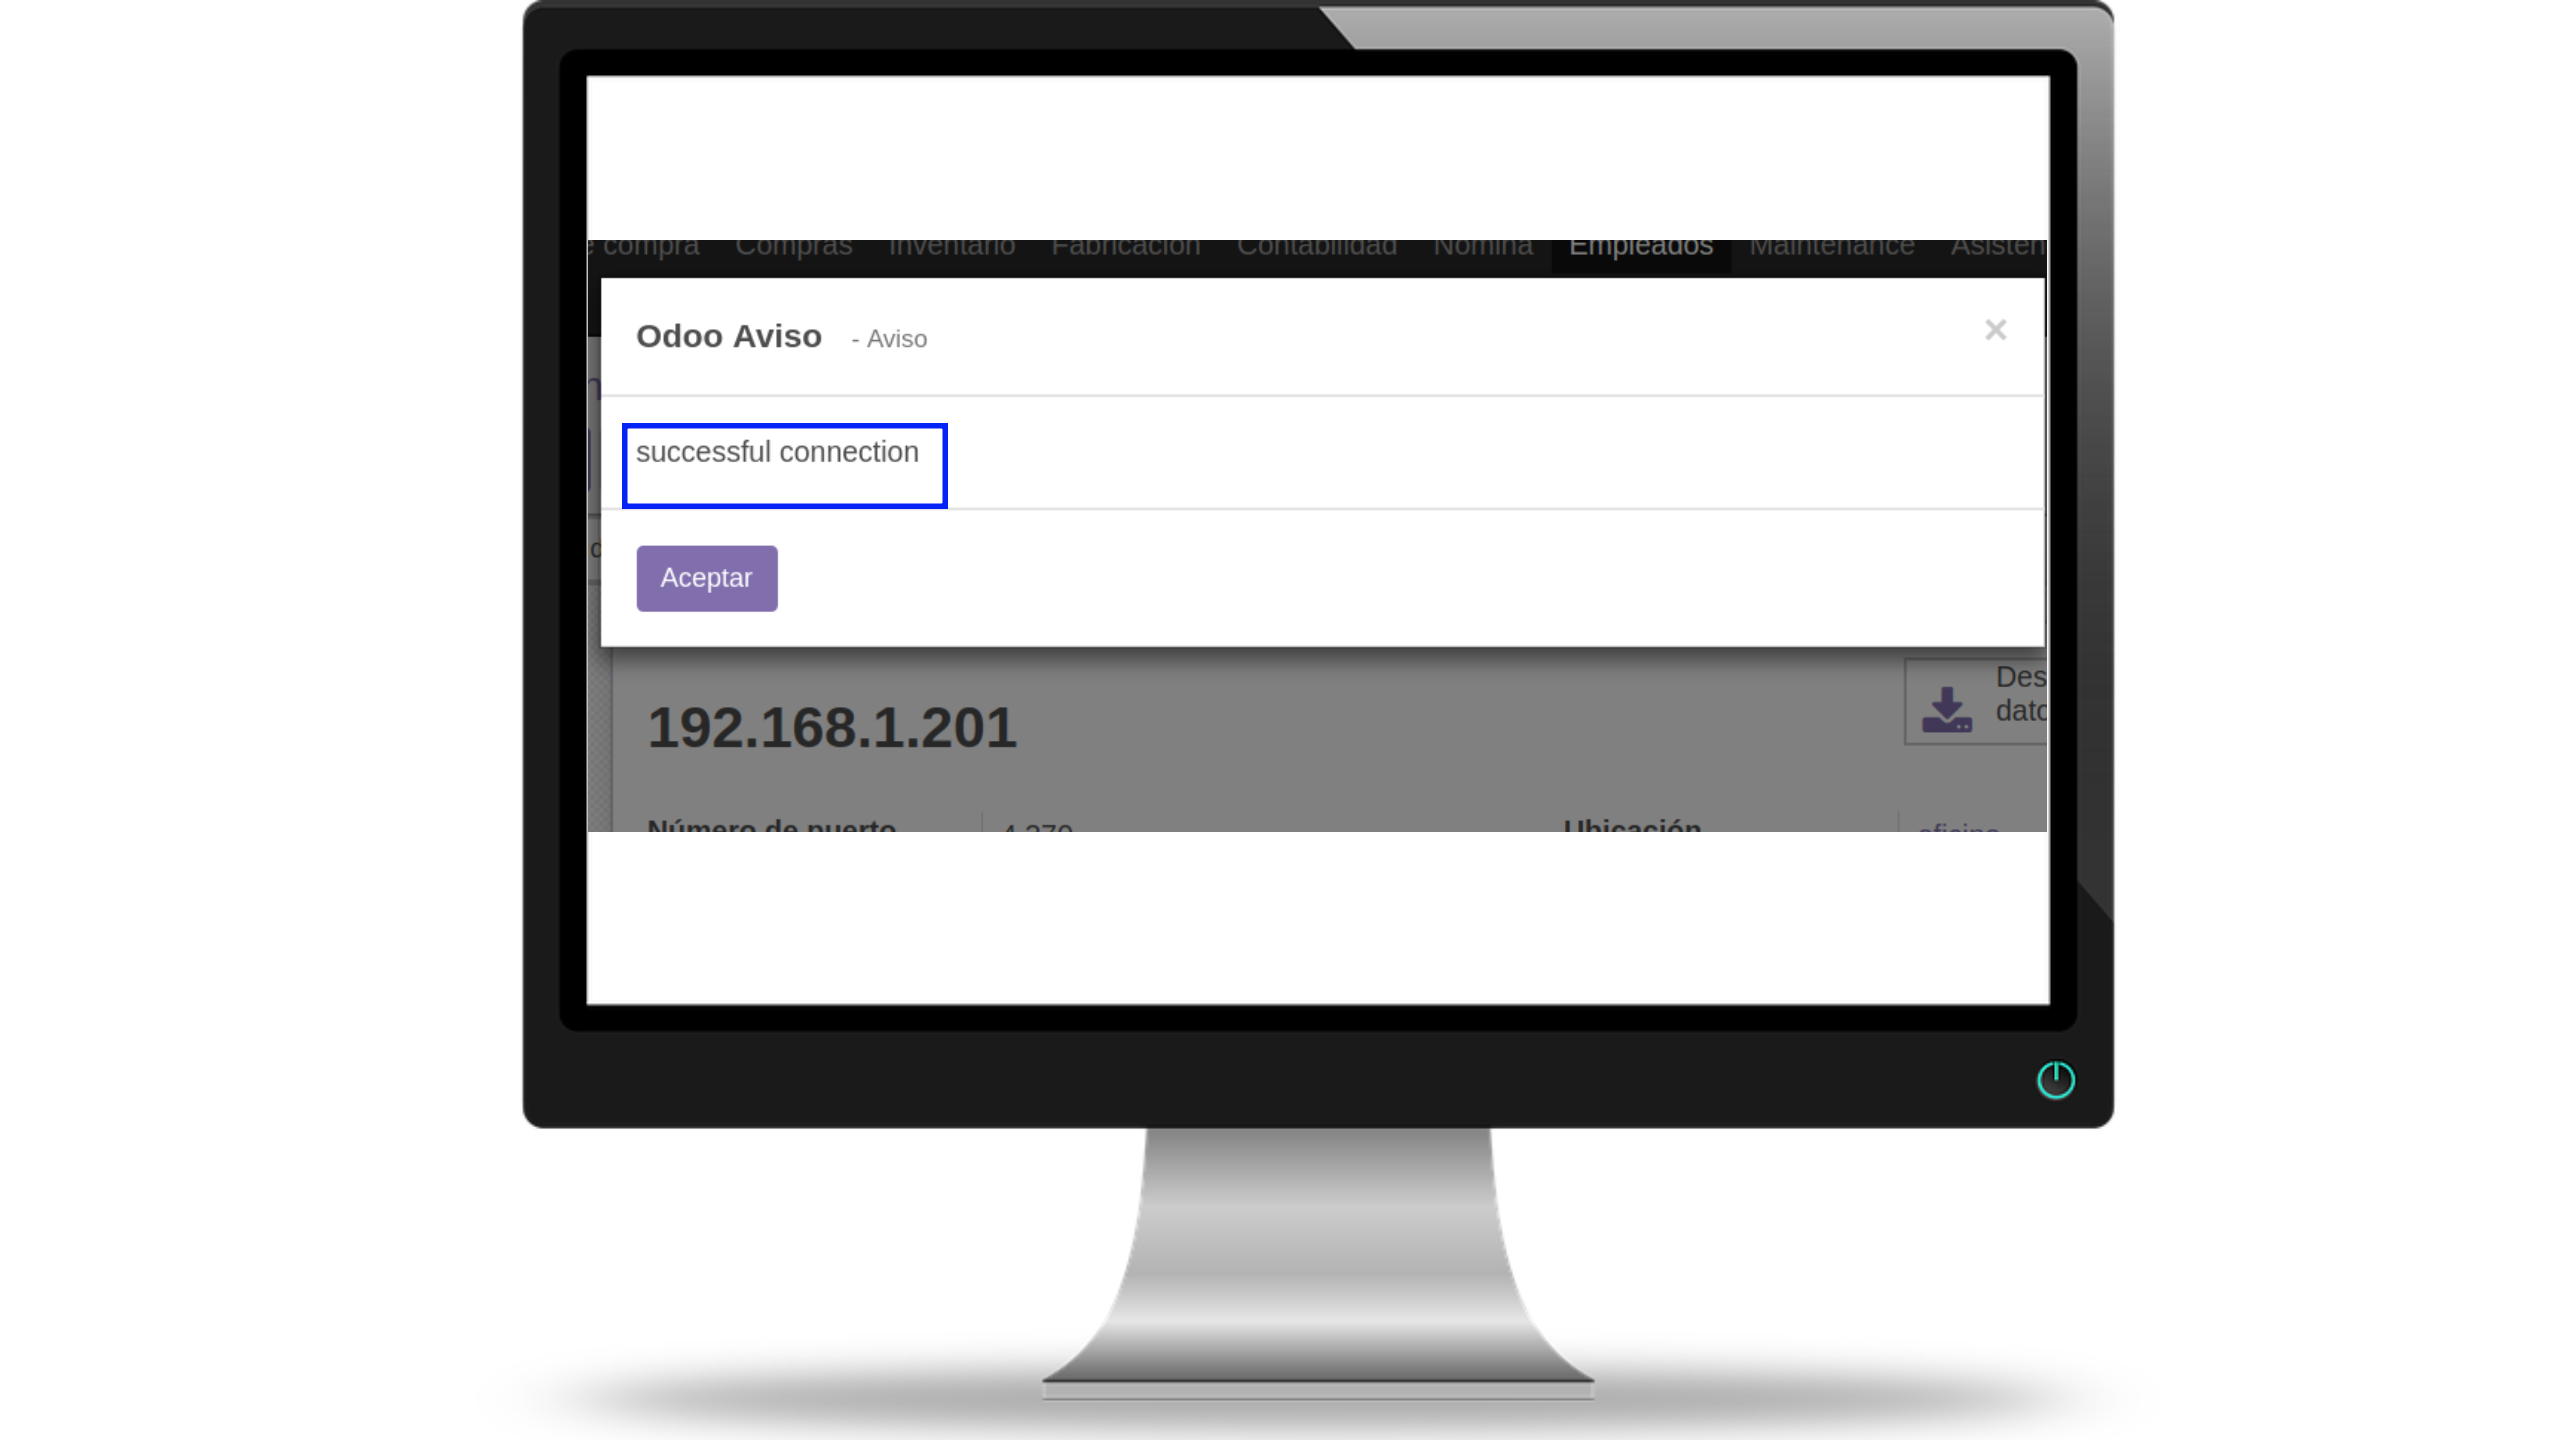 compra Compras Inventario Fabricación Contabilidad Nómina Empleados Maintenance Asisten
Odoo Aviso - Aviso ×
successful connection
Aceptar
Des
dato
192.168.1.201
Número de puerto 4.370 Ubicación oficina